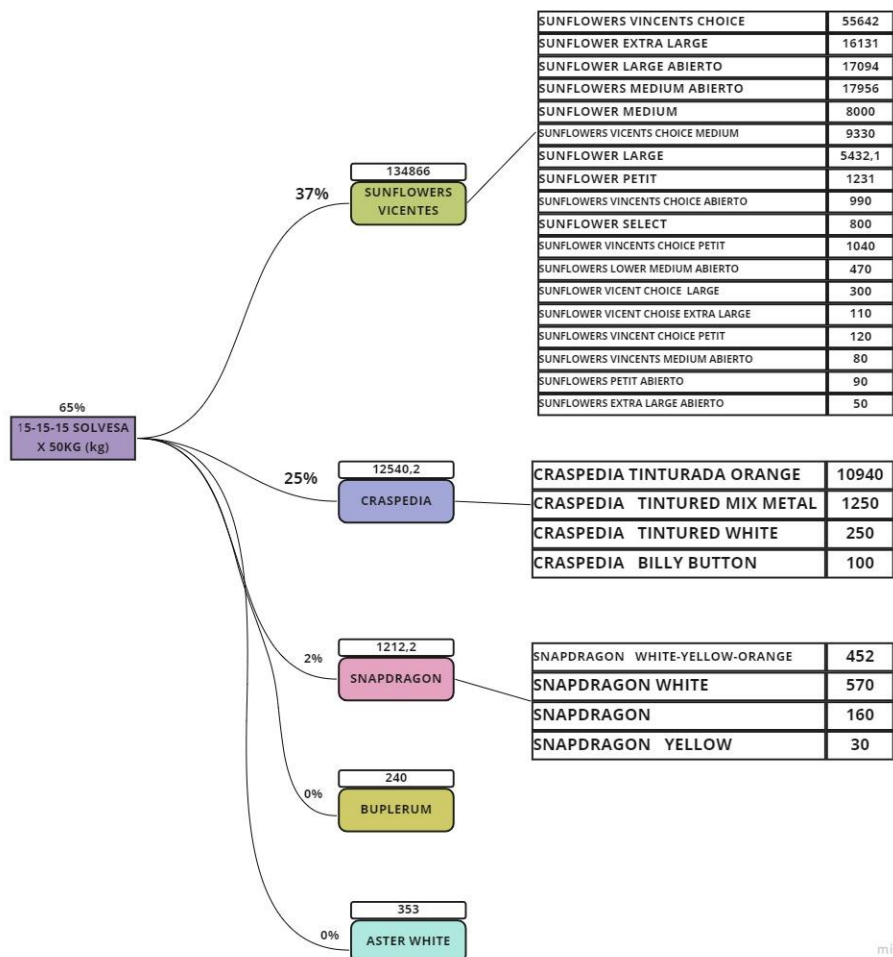 SUNFLOWERS VINCENTS CHOICE 55642
SUNFLOWER EXTRA LARGE 16131
SUNFLOWER LARGE ABIERTO 17094
SUNFLOWERS MEDIUM ABIERTO 17956
SUNFLOWER MEDIUM 8000
SUNFLOWERS VICENTS CHOICE MEDIUM 9330
SUNFLOWER LARGE 5432,1
SUNFLOWER PETIT 1231
SUNFLOWERS VINCENTS CHOICE ABIERTO 990
SUNFLOWER SELECT 800
SUNFLOWER VINCENTS CHOICE PETIT 1040
SUNFLOWERS LOWER MEDIUM ABIERTO 470
SUNFLOWER VICENT CHOICE LARGE 300
SUNFLOWER VICENT CHOISE EXTRA LARGE 110
SUNFLOWERS VINCENT CHOICE PETIT 120
SUNFLOWERS VINCENTS MEDIUM ABIERTO 80
SUNFLOWERS PETIT ABIERTO 90
SUNFLOWERS EXTRA LARGE ABIERTO 50
134866
37%
SUNFLOWERS
VICENTES
65%
15-15-15 SOLVESA
X 50KG (kg)
12540,2
25%
CRASPEDIA
CRASPEDIA TINTURADA ORANGE 10940
CRASPEDIA TINTURED MIX METAL 1250
CRASPEDIA TINTURED WHITE 250
CRASPEDIA BILLY BUTTON 100
1212,2
2%
SNAPDRAGON
SNAPDRAGON WHITE-YELLOW-ORANGE 452
SNAPDRAGON WHITE 570
SNAPDRAGON 160
SNAPDRAGON YELLOW 30
240
0%
BUPLERUM
353
0%
ASTER WHITE
mi